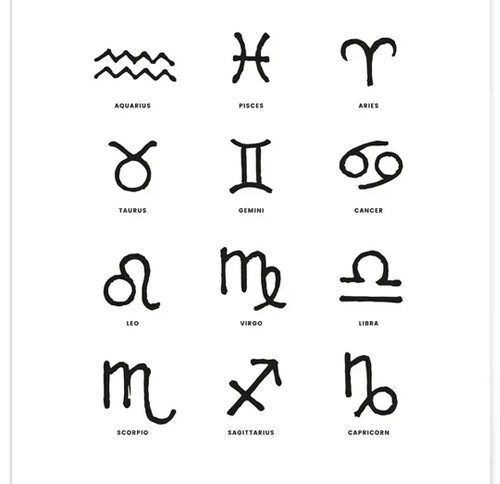 AQUARIUS PISCES ARIES
TAURUS GEMINI CANCER
LEO VIRGO LIBRA
SCORPIO SAGITTARIUS CAPRICORN